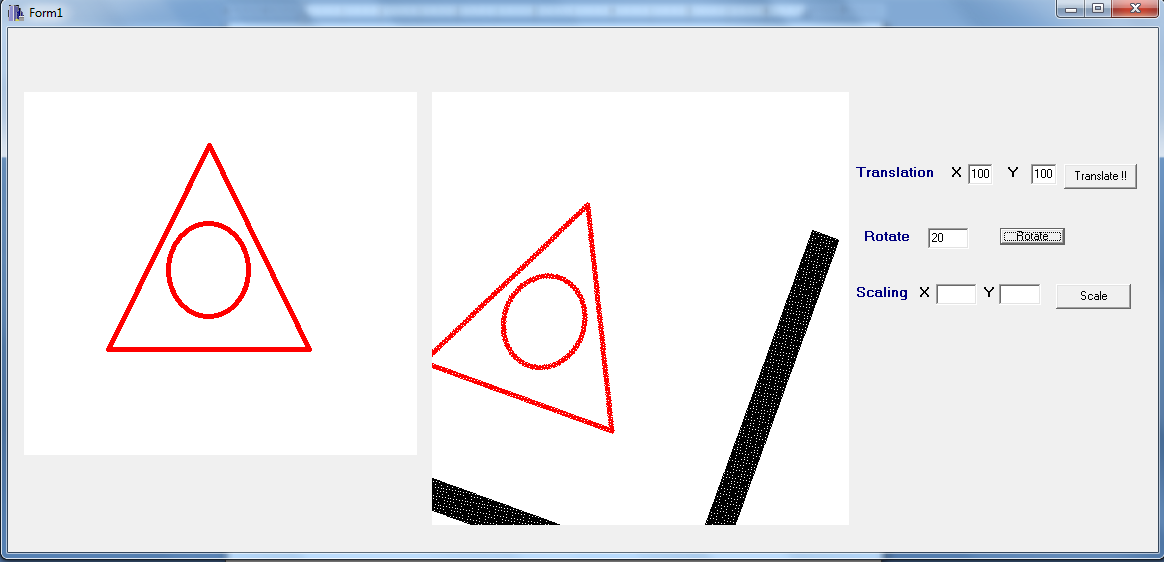 Form1
Translation X 100 Y 100 Translate !!
Rotate 20 Rotate
Scaling X Y Scale